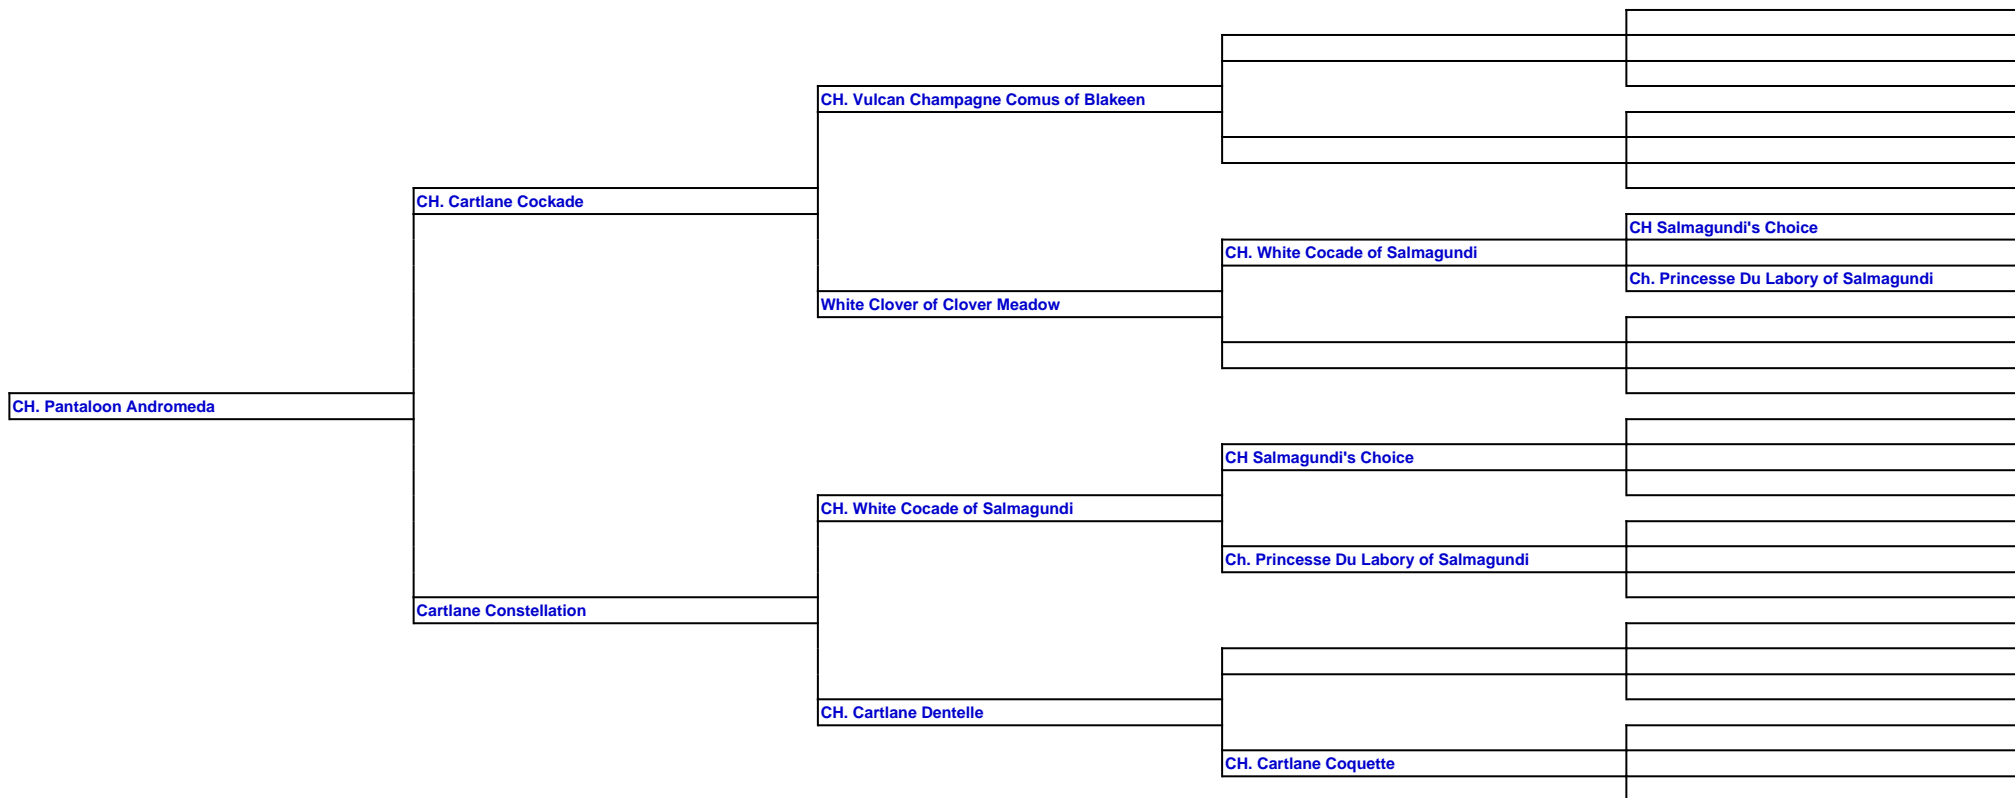 CH. Vulcan Champagne Comus of Blakeen
CH. Cartlane Cockade
CH Salmagundi's Choice
CH. White Cocade of Salmagundi
Ch. Princesse Du Labory of Salmagundi
White Clover of Clover Meadow
CH. Pantaloon Andromeda
CH Salmagundi's Choice
CH. White Cocade of Salmagundi
Ch. Princesse Du Labory of Salmagundi
Cartlane Constellation
CH. Cartlane Dentelle
CH. Cartlane Coquette